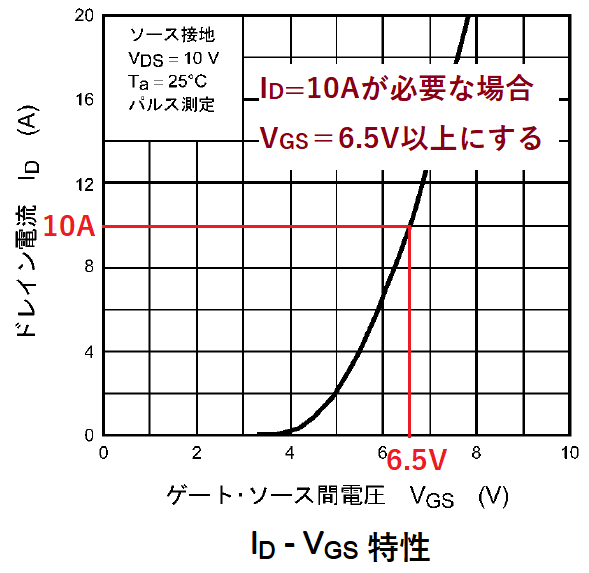 20
ソース接地
VDS = 10 V
Ta = 25°C
パルス測定
ID=10Aが必要な場合
VGS=6.5V以上にする
16
12
10A
8
4
0
ドレイン電流 ID (A)
0 2 4 6 8 10
6.5V
ゲート・ソース間電圧 VGS (V)
ID - VGS 特性